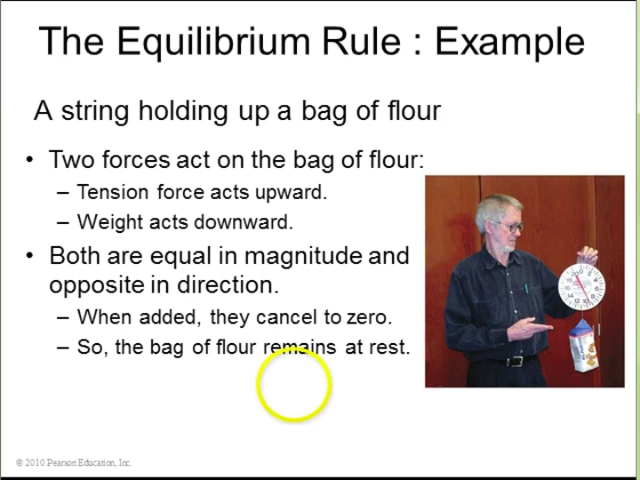 The Equilibrium Rule : Example
A string holding up a bag of flour
• Two forces act on the bag of flour:
– Tension force acts upward.
– Weight acts downward.
• Both are equal in magnitude and
opposite in direction.
– When added, they cancel to zero.
– So, the bag of flour remains at rest.
© 2010 Pearson Education, Inc.